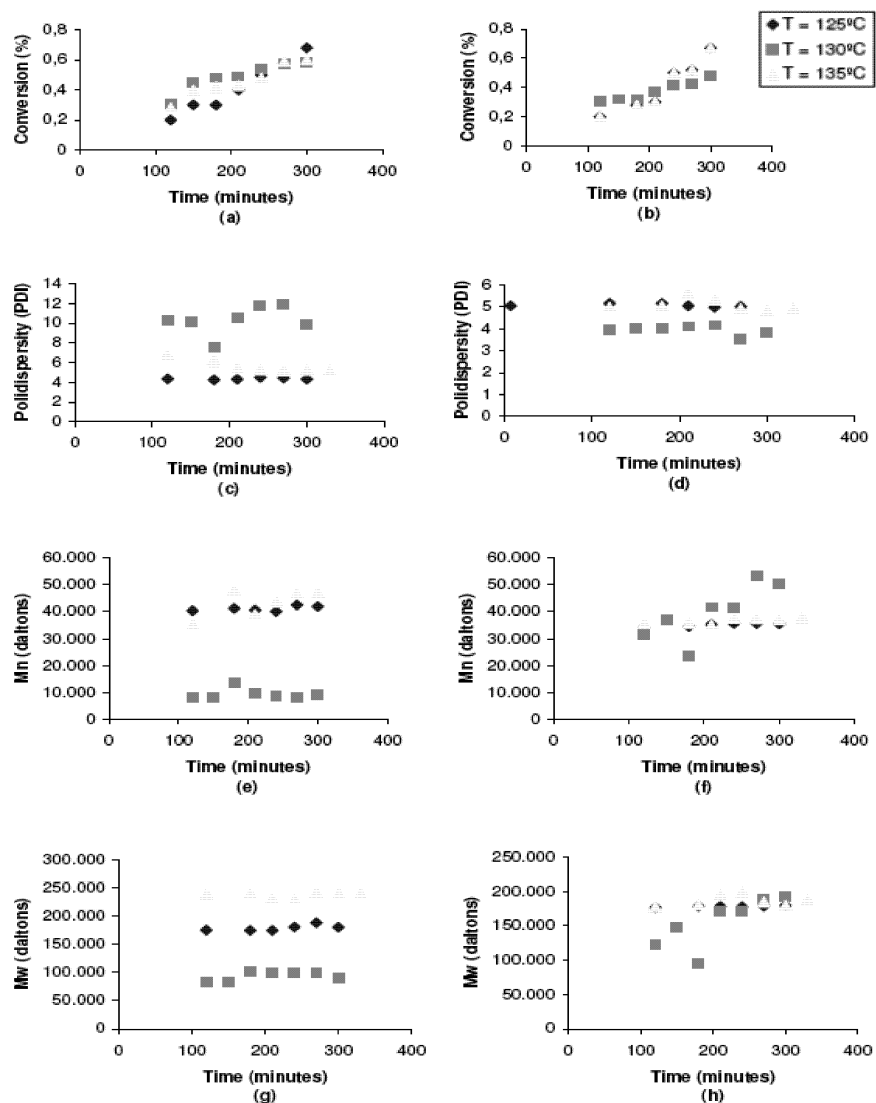 T = 125ºC
T = 130ºC
T = 135ºC
Conversion (%)
0,8
0,6
0,4
0,2
0
0 100 200 300 400
Time (minutes)
(a)
Conversion (%)
0,8
0,6
0,4
0,2
0
0 100 200 300 400
Time (minutes)
(b)
Polidispersity (PDI)
14
12
10
8
6
4
2
0
0 100 200 300 400
Time (minutes)
(c)
Polidispersity (PDI)
6
5
4
3
2
1
0
0 100 200 300 400
Time (minutes)
(d)
Mn (daltons)
60.000
50.000
40.000
30.000
20.000
10.000
0
0 100 200 300 400
Time (minutes)
(e)
Mn (daltons)
60.000
50.000
40.000
30.000
20.000
10.000
0
0 100 200 300 400
Time (minutes)
(f)
Mw (daltons)
300.000
250.000
200.000
150.000
100.000
50.000
0
0 100 200 300 400
Time (minutes)
(g)
Mw (daltons)
250.000
200.000
150.000
100.000
50.000
0
0 100 200 300 400
Time (minutes)
(h)